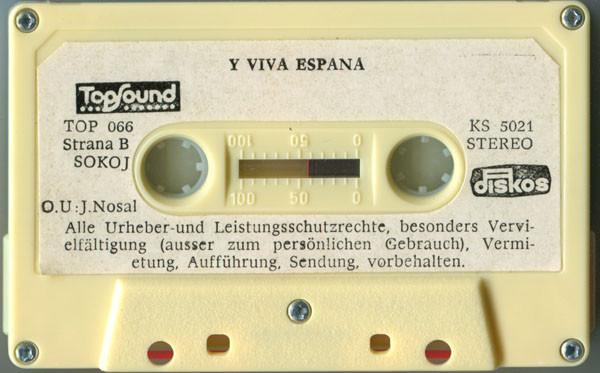 Y VIVA ESPANA
TopSound
TOP 066
KS 5021
Strana B
STEREO
SOKOJ
diskos
100 50 0
100 50 0
O.U:J.Nosal
Alle Urheber-und Leistungsschutzrechte, besonders Vervi-
elfältigung (ausser zum persönlichen Gebrauch), Vermi-
etung, Aufführung, Sendung, vorbehalten.